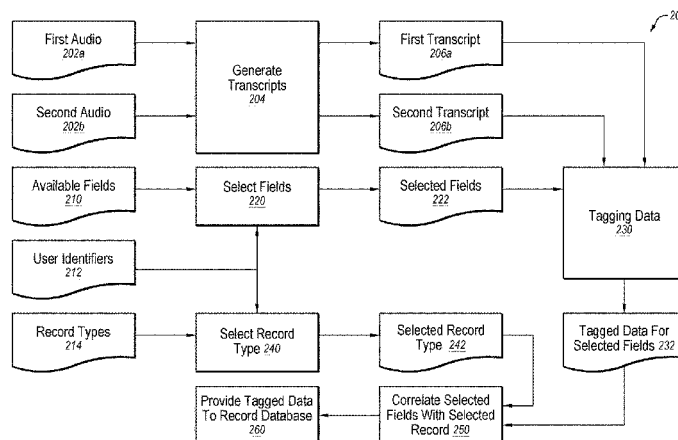 First Audio
202a
Second Audio
202b
Generate
Transcripts
204
First Transcript
206a
Second Transcript
206b
Available Fields
210
Select Fields
220
Selected Fields
222
Tagging Data
230
User Identifiers
212
Record Types
214
Select Record
Type 240
Selected Record
Type 242
Tagged Data For
Selected Fields 232
Provide Tagged Data
To Record Database
260
Correlate Selected
Fields With Selected
Record 250